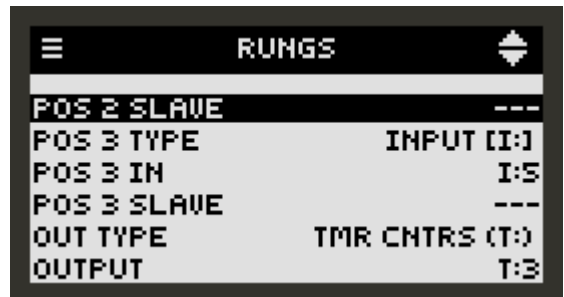 RUNGS
POS 2 SLAVE ---
POS 3 TYPE INPUT [I:]
POS 3 IN I:5
POS 3 SLAVE ---
OUT TYPE TMR CNTRS (T:)
OUTPUT T:3